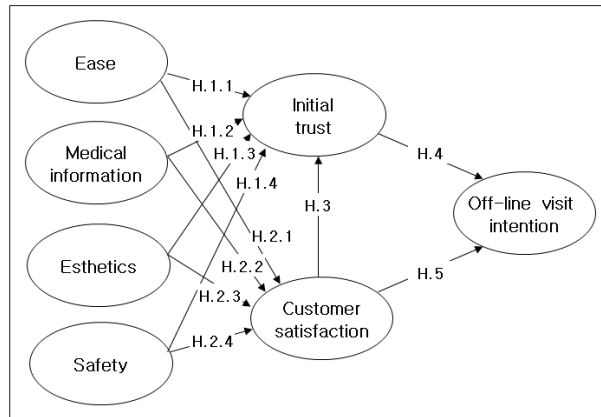 Ease
H.1.1
Initial
trust
Medical
information
H.1.2
H.1.3
H.1.4
H.4
H.3
Off-line visit
intention
Esthetics
H.2.1
H.2.2
H.2.3
H.5
Customer
satisfaction
Safety
H.2.4